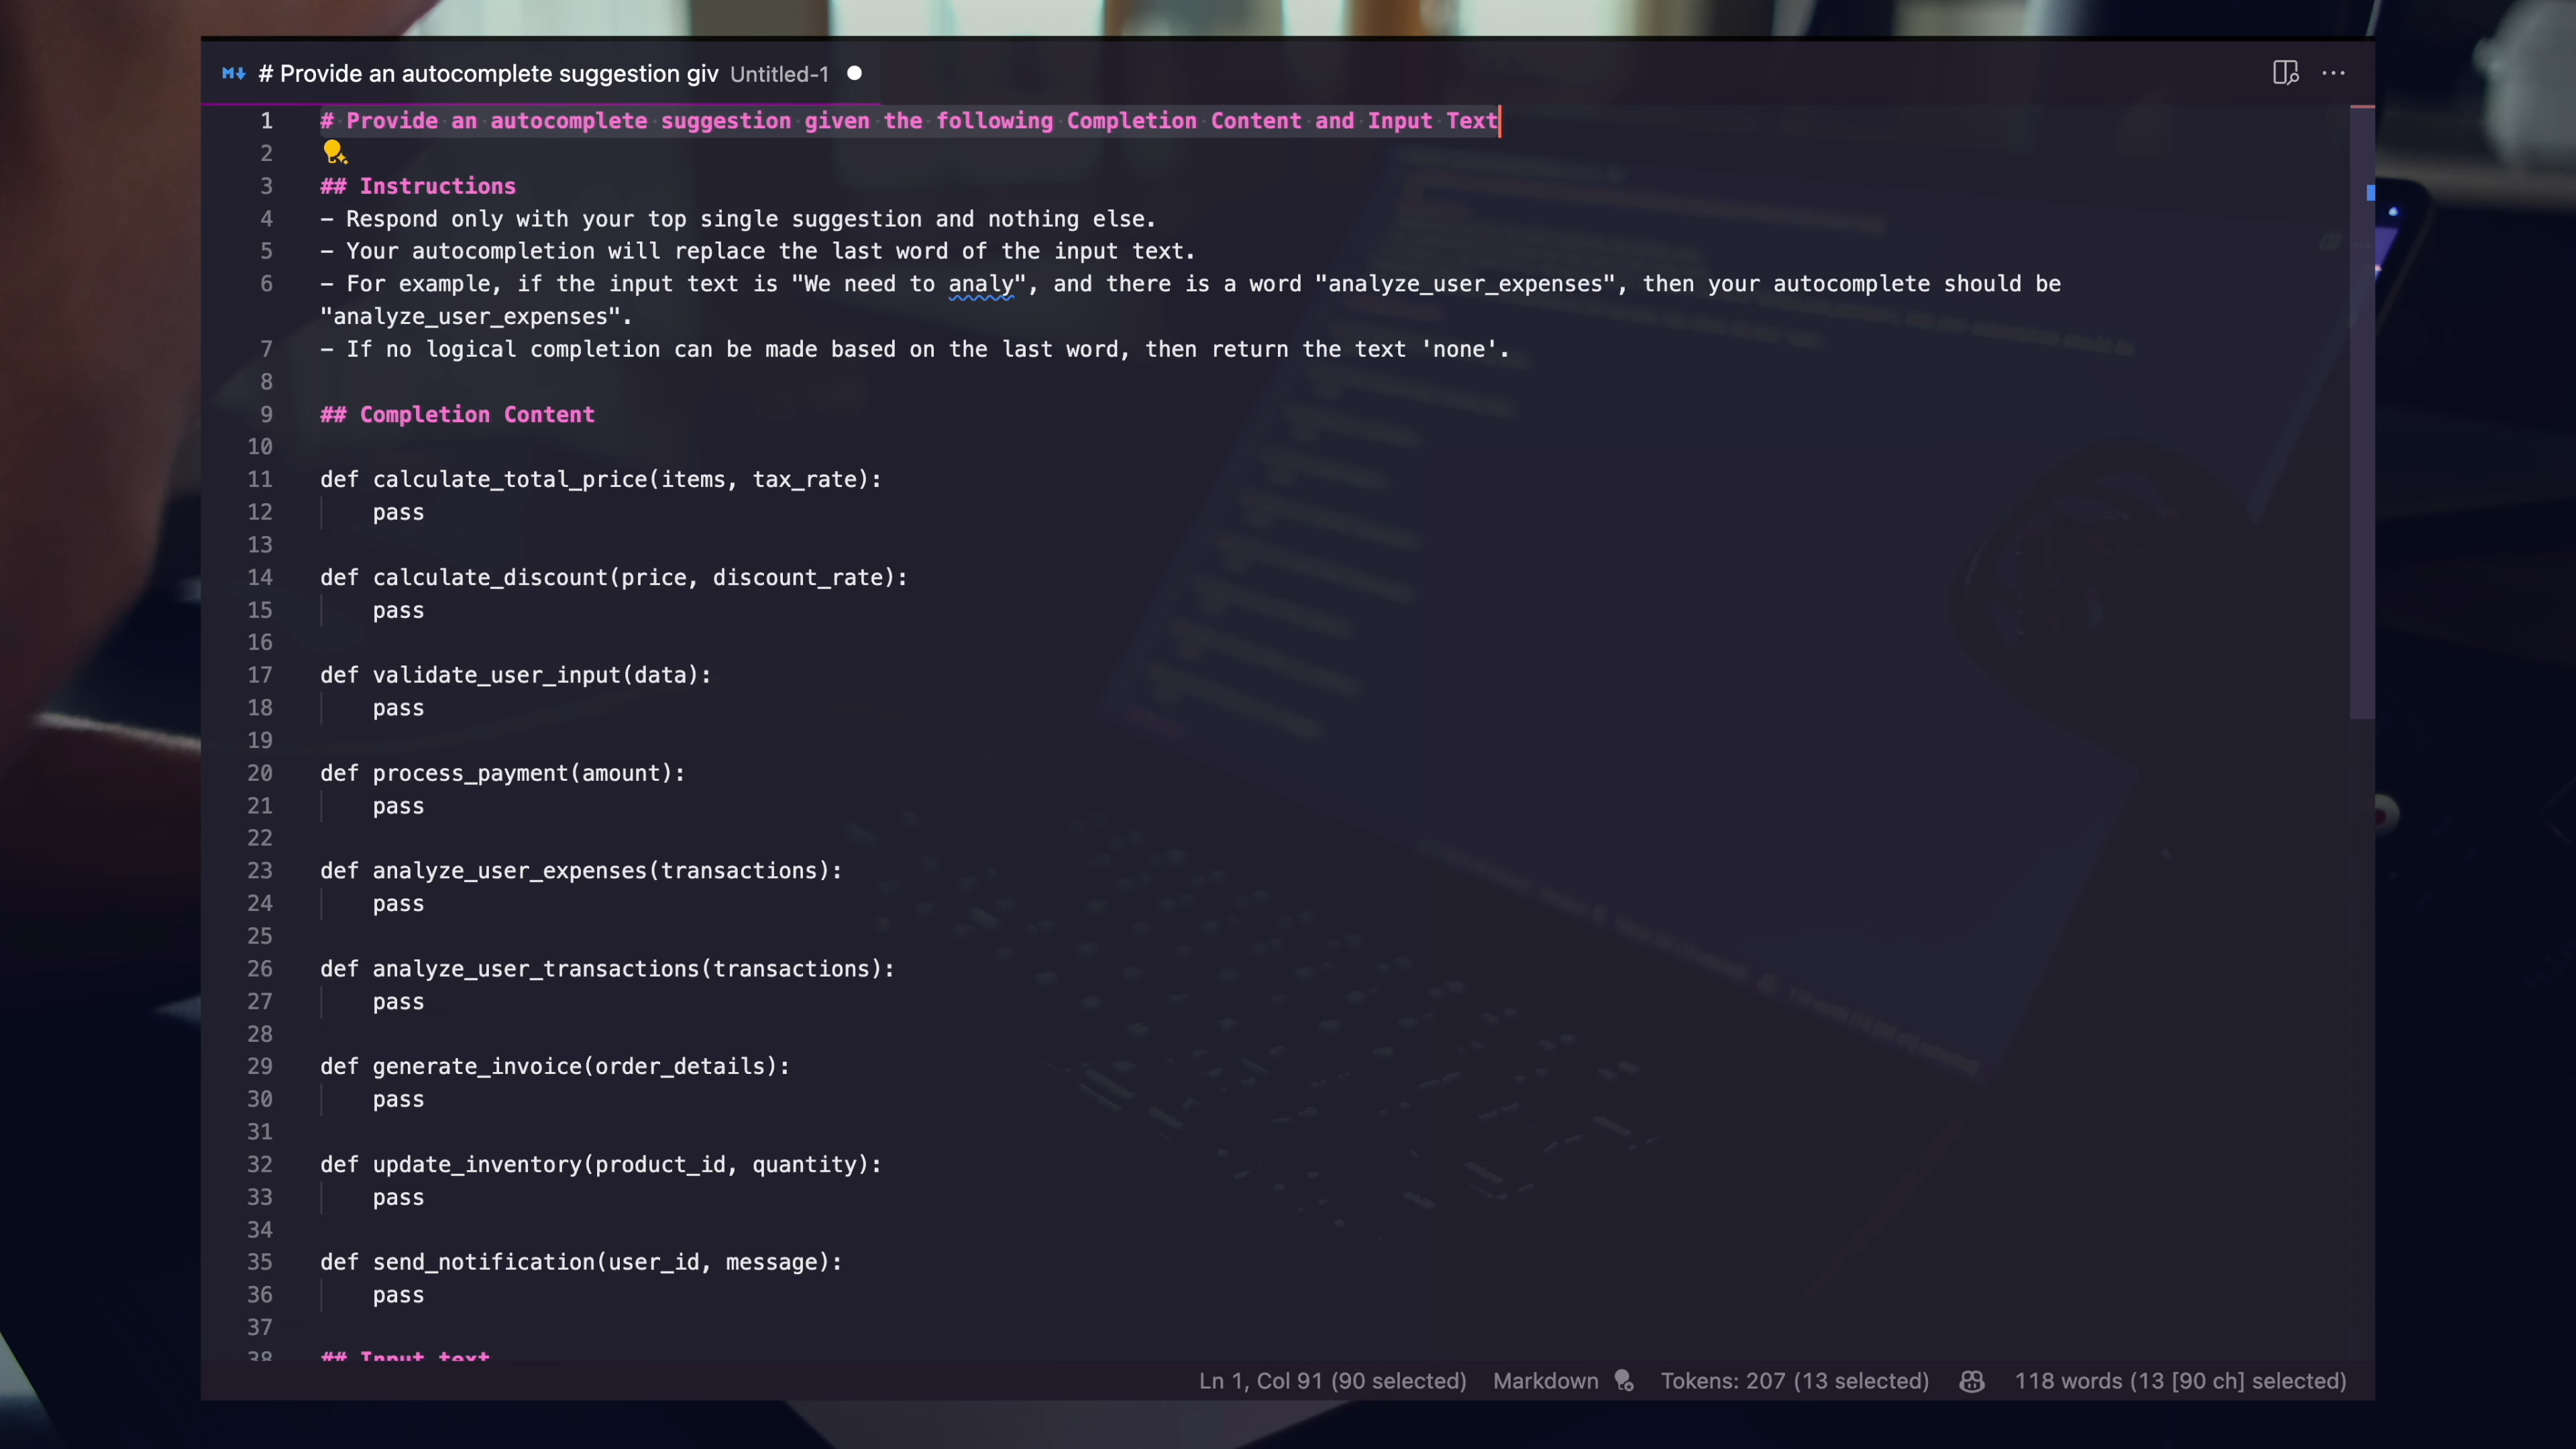 # Provide an autocomplete suggestion giv Untitled-1
1 # Provide an autocomplete suggestion given the following Completion Content and Input Text
2
3 ## Instructions
4 - Respond only with your top single suggestion and nothing else.
5 - Your autocompletion will replace the last word of the input text.
6 - For example, if the input text is "We need to analy", and there is a word "analyze_user_expenses", then your autocomplete should be
"analyze_user_expenses".
7 - If no logical completion can be made based on the last word, then return the text 'none'.
8
9 ## Completion Content
10
11 def calculate_total_price(items, tax_rate):
12 pass
13
14 def calculate_discount(price, discount_rate):
15 pass
16
17 def validate_user_input(data):
18 pass
19
20 def process_payment(amount):
21 pass
22
23 def analyze_user_expenses(transactions):
24 pass
25
26 def analyze_user_transactions(transactions):
27 pass
28
29 def generate_invoice(order_details):
30 pass
31
32 def update_inventory(product_id, quantity):
33 pass
34
35 def send_notification(user_id, message):
36 pass
37
38 ## Input text
Ln 1, Col 91 (90 selected) Markdown Tokens: 207 (13 selected) 118 words (13 [90 ch] selected)